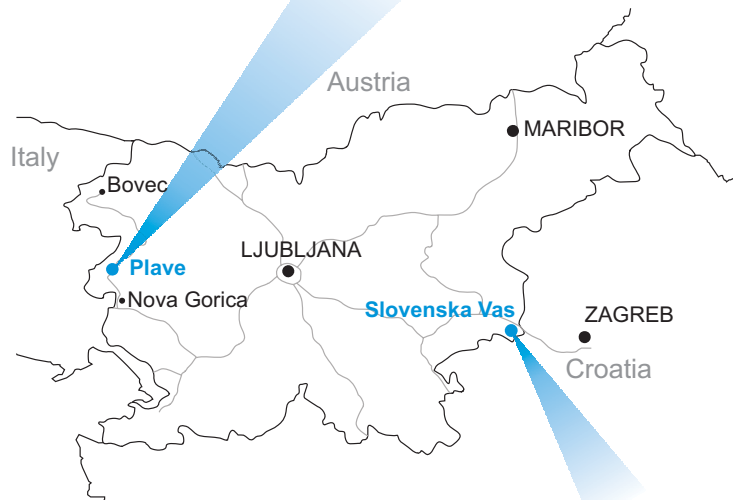 Austria
MARIBOR
Italy
Bovec
LJUBLJANA
Plave
Nova Gorica
Slovenska Vas
ZAGREB
Croatia